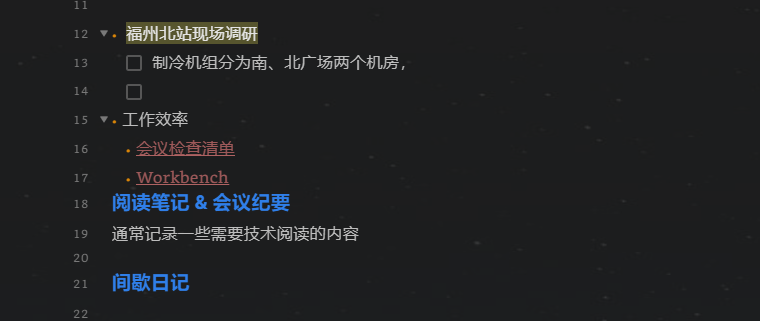 11
12 福州北站现场调研
13 制冷机组分为南、北广场两个机房，
14
15 工作效率
16 会议检查清单
17 Workbench
18 阅读笔记 & 会议纪要
19 通常记录一些需要技术阅读的内容
20
21 间歇日记
22